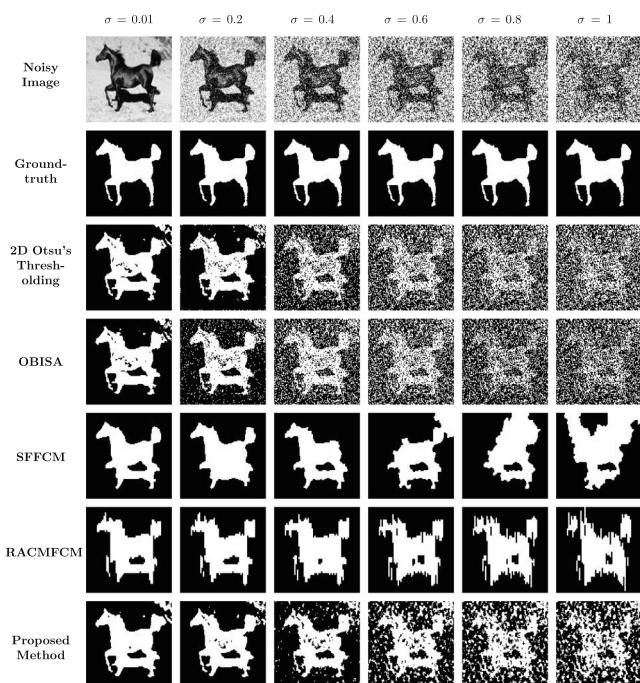 σ = 0.01 σ = 0.2 σ = 0.4 σ = 0.6 σ = 0.8 σ = 1
Noisy
Image
Ground-
truth
2D Otsu's
Thresh-
olding
OBISA
SFFCM
RACMFCM
Proposed
Method